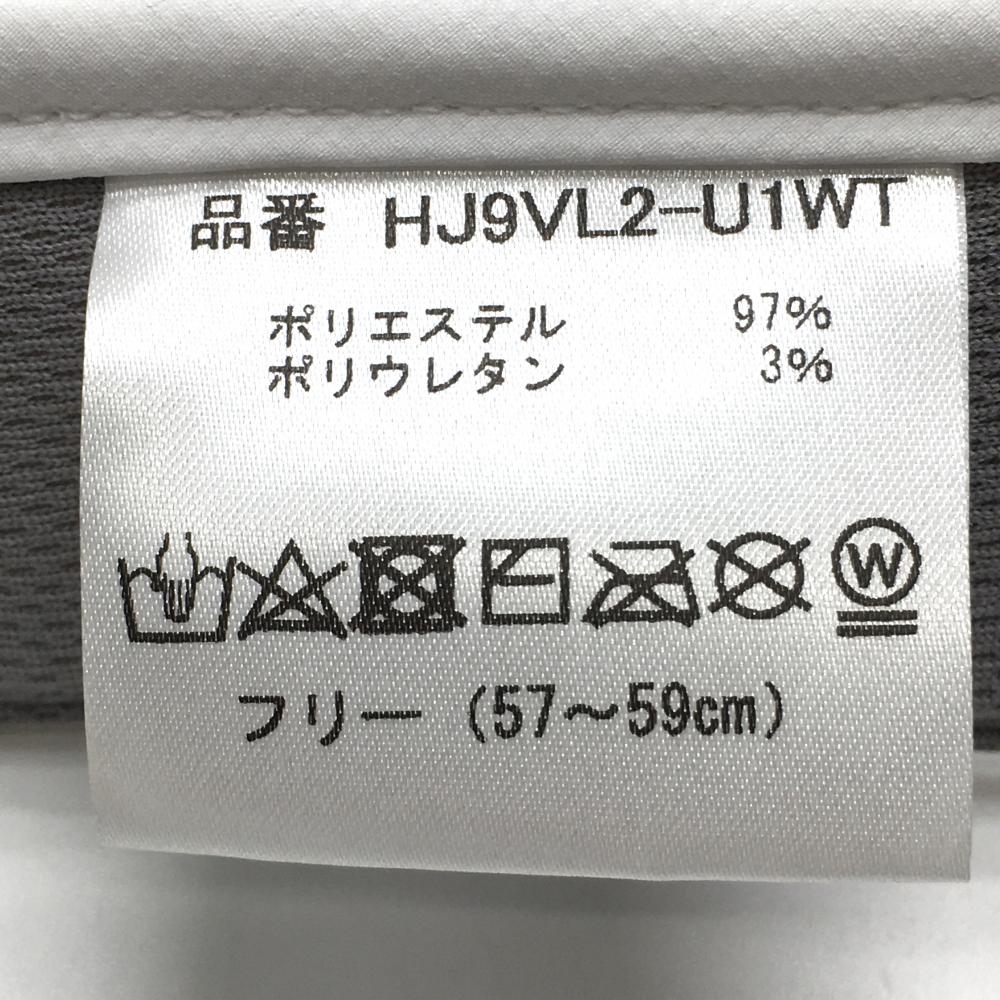 品番 HJ9VL2-U1WT
ポリエステル 97%
ポリウレタン 3%
W
フリー (57〜59cm)